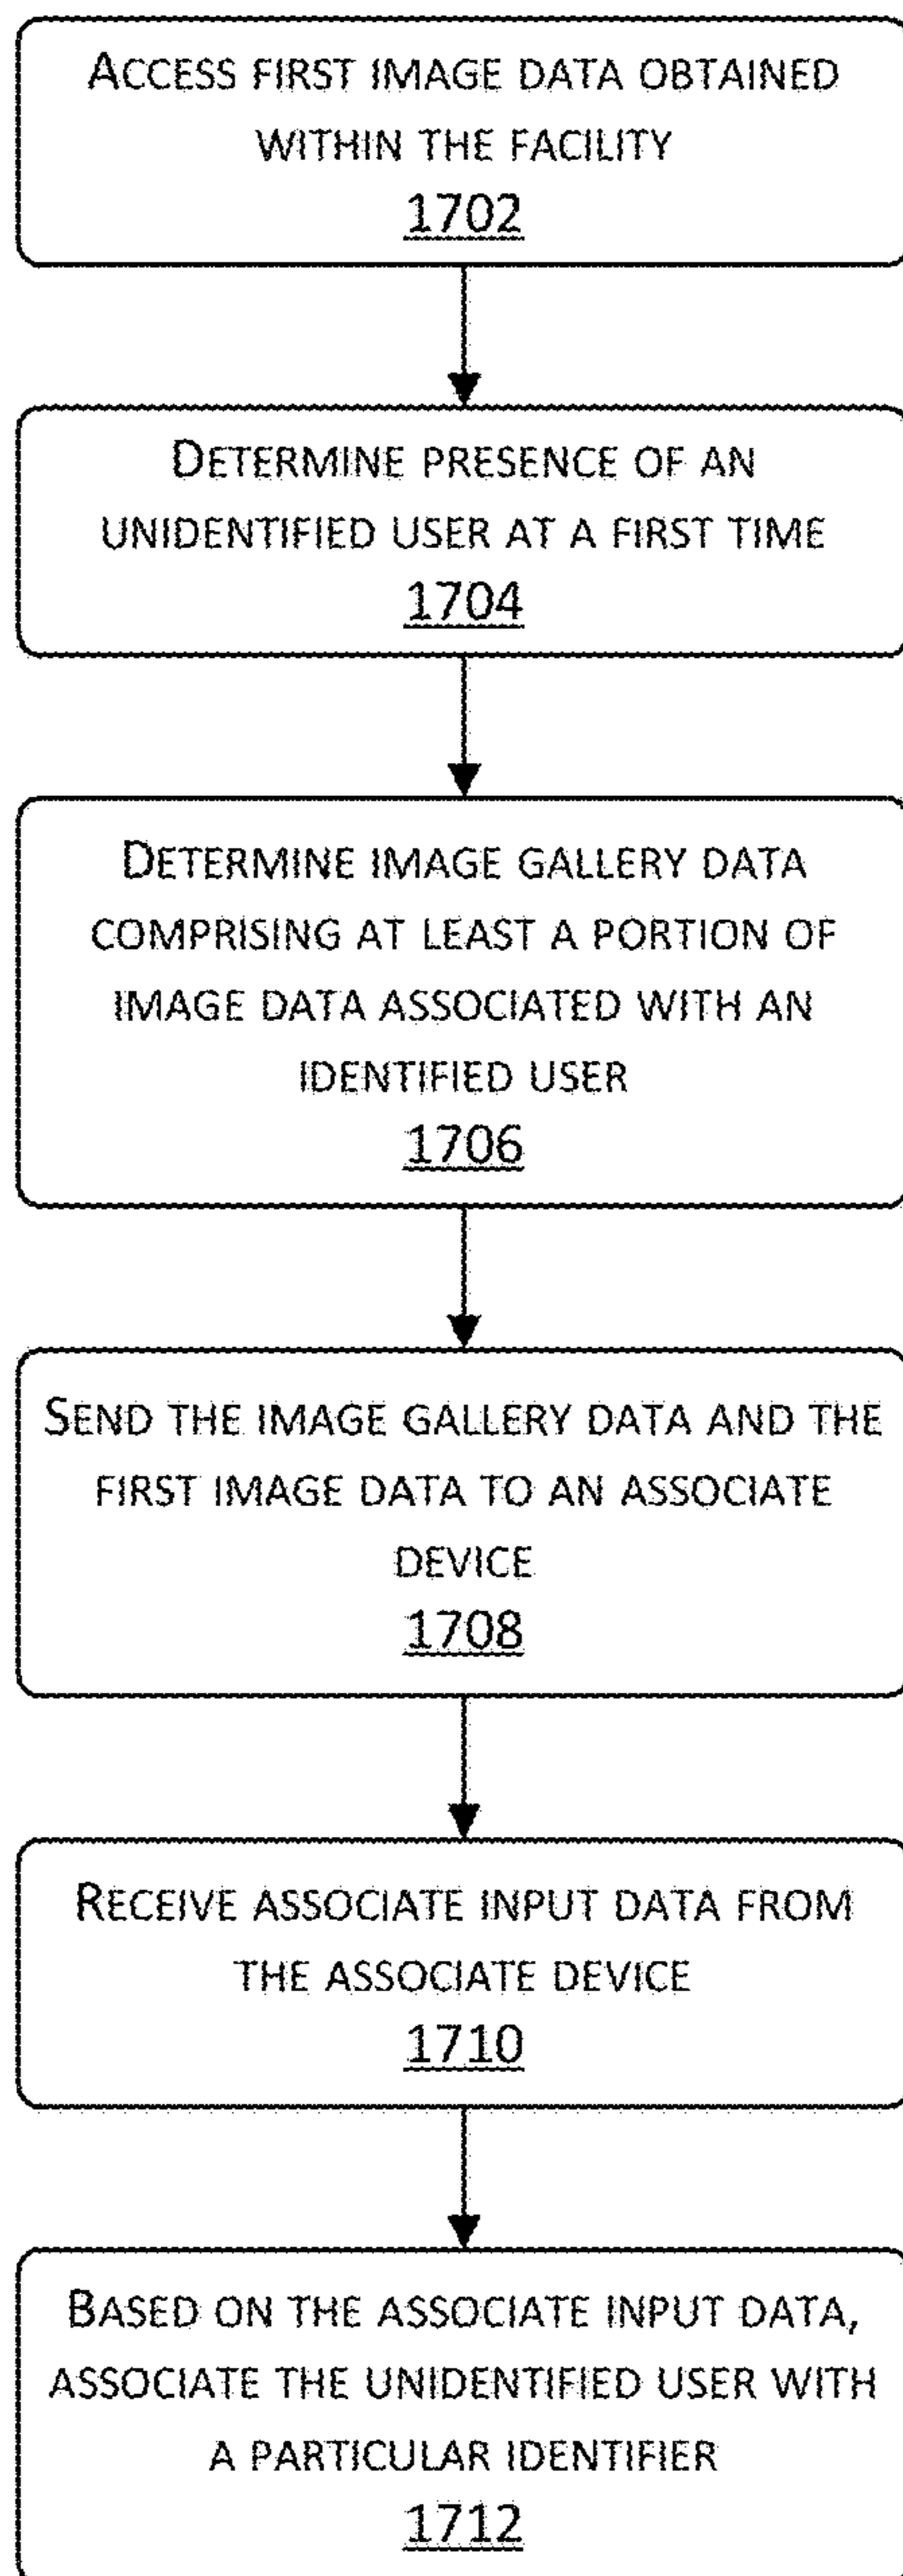 ACCESS FIRST IMAGE DATA OBTAINED
WITHIN THE FACILITY
1702
DETERMINE PRESENCE OF AN
UNIDENTIFIED USER AT A FIRST TIME
1704
DETERMINE IMAGE GALLERY DATA
COMPRISING AT LEAST A PORTION OF
IMAGE DATA ASSOCIATED WITH AN
IDENTIFIED USER
1706
SEND THE IMAGE GALLERY DATA AND THE
FIRST IMAGE DATA TO AN ASSOCIATE
DEVICE
1708
RECEIVE ASSOCIATE INPUT DATA FROM
THE ASSOCIATE DEVICE
1710
BASED ON THE ASSOCIATE INPUT DATA,
ASSOCIATE THE UNIDENTIFIED USER WITH
A PARTICULAR IDENTIFIER
1712